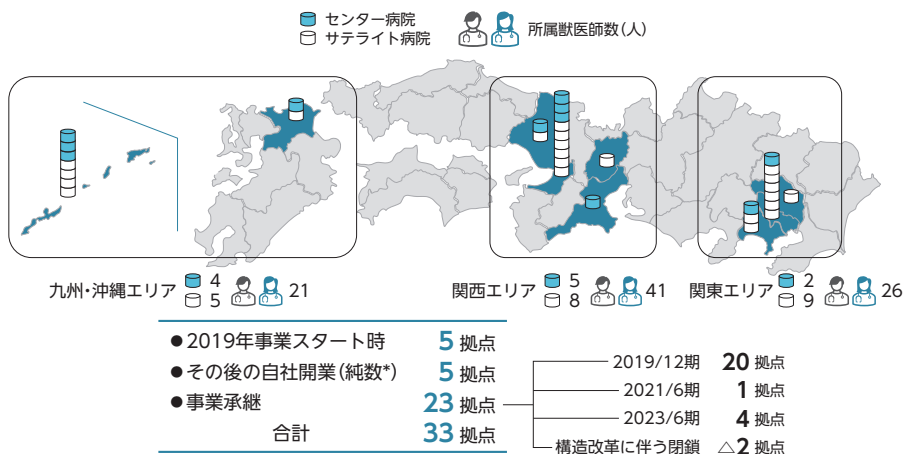 センター病院
サテライト病院
所属獣医師数(人)
九州・沖縄エリア 4 5 21
関西エリア 5 8 41
関東エリア 2 9 26
●2019年事業スタート時 5 拠点
●その後の自社開業(純数*) 5 拠点
●事業承継 23 拠点
合計 33 拠点
2019/12期 20 拠点
2021/6期 1 拠点
2023/6期 4 拠点
構造改革に伴う閉鎖 △2 拠点